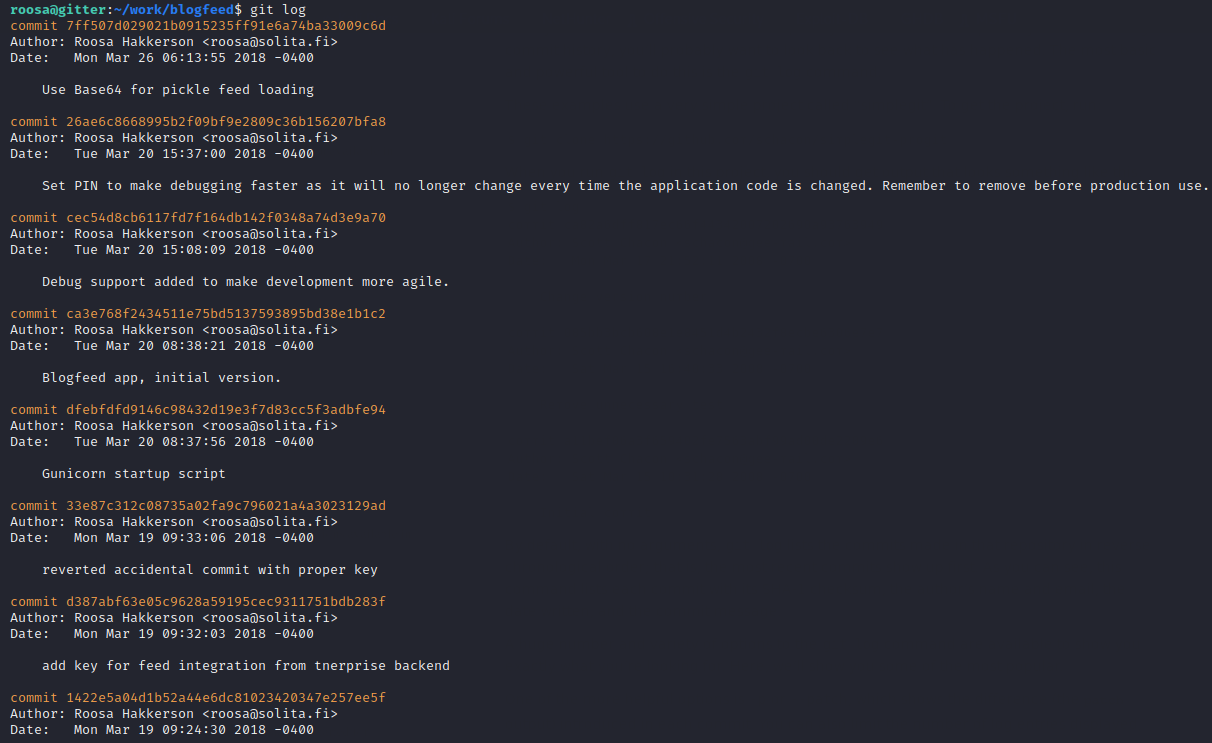 roosa@gitter:~/work/blogfeed$ git log
commit 7ff507d029021b0915235ff91e6a74ba33009c6d
Author: Roosa Hakkerson <roosa@solita.fi>
Date:   Mon Mar 26 06:13:55 2018 -0400
Use Base64 for pickle feed loading
commit 26ae6c8668995b2f09bf9e2809c36b156207bfa8
Author: Roosa Hakkerson <roosa@solita.fi>
Date:   Tue Mar 20 15:37:00 2018 -0400
Set PIN to make debugging faster as it will no longer change every time the application code is changed. Remember to remove before production use.
commit cec54d8cb6117fd7f164db142f0348a74d3e9a70
Author: Roosa Hakkerson <roosa@solita.fi>
Date:   Tue Mar 20 15:08:09 2018 -0400
Debug support added to make development more agile.
commit ca3e768f2434511e75bd5137593895bd38e1b1c2
Author: Roosa Hakkerson <roosa@solita.fi>
Date:   Tue Mar 20 08:38:21 2018 -0400
Blogfeed app, initial version.
commit dfebfdfd9146c98432d19e3f7d83cc5f3adbfe94
Author: Roosa Hakkerson <roosa@solita.fi>
Date:   Tue Mar 20 08:37:56 2018 -0400
Gunicorn startup script
commit 33e87c312c08735a02fa9c796021a4a3023129ad
Author: Roosa Hakkerson <roosa@solita.fi>
Date:   Mon Mar 19 09:33:06 2018 -0400
reverted accidental commit with proper key
commit d387abf63e05c9628a59195cec9311751bdb283f
Author: Roosa Hakkerson <roosa@solita.fi>
Date:   Mon Mar 19 09:32:03 2018 -0400
add key for feed integration from tnerprise backend
commit 1422e5a04d1b52a44e6dc81023420347e257ee5f
Author: Roosa Hakkerson <roosa@solita.fi>
Date:   Mon Mar 19 09:24:30 2018 -0400